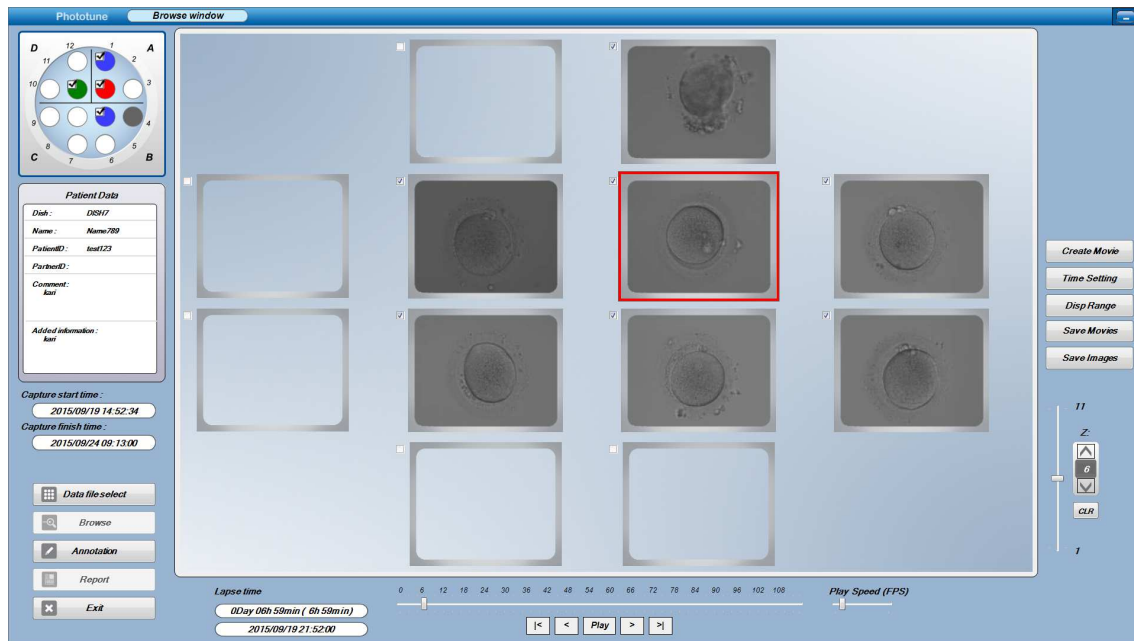 Phototune Browse window
D 12 1 A
11 2
10 3
9 4
8 5
C 7 6 B
Patient Data
Dish : DISH7
Name : Name789
PatientID : test123
PartnerID :
Comment :
kari
Added information :
kari
Capture start time :
2015/09/19 14:52:34
Capture finish time :
2015/09/24 09:13:00
Data file select
Browse
Annotation
Report
Exit
Create Movie
Time Setting
Disp Range
Save Movies
Save Images
11
Z:
6
CLR
1
Lapse time
0Day 06h 59min ( 6h 59min)
2015/09/19 21:52:00
0 6 12 18 24 30 36 42 48 54 60 66 72 78 84 90 96 102 108
|< < Play > >|
Play Speed (FPS)